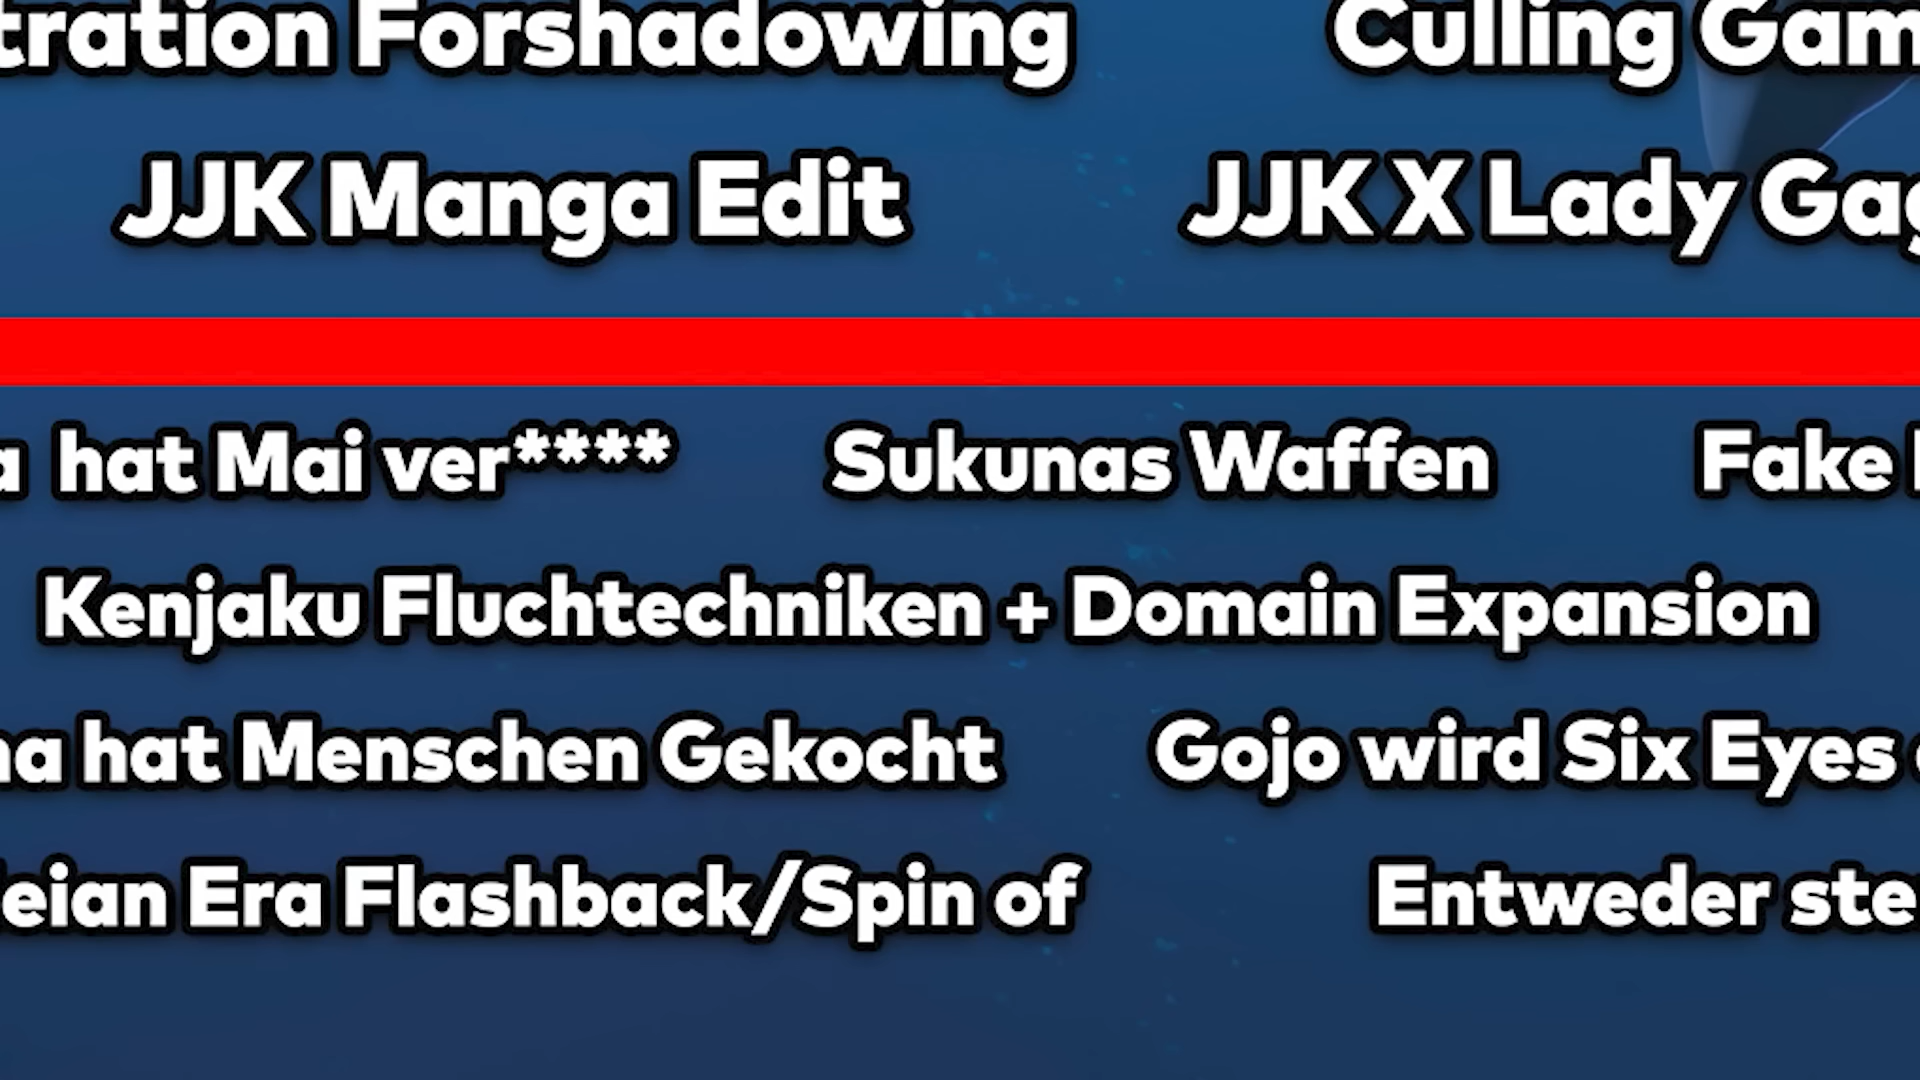 tration Forshadowing Culling Gam
JJK Manga Edit JJK X Lady Gag
a hat Mai ver**** Sukunas Waffen Fake
Kenjaku Fluchtechniken + Domain Expansion
na hat Menschen Gekocht Gojo wird Six Eyes
eian Era Flashback/Spin of Entweder ste